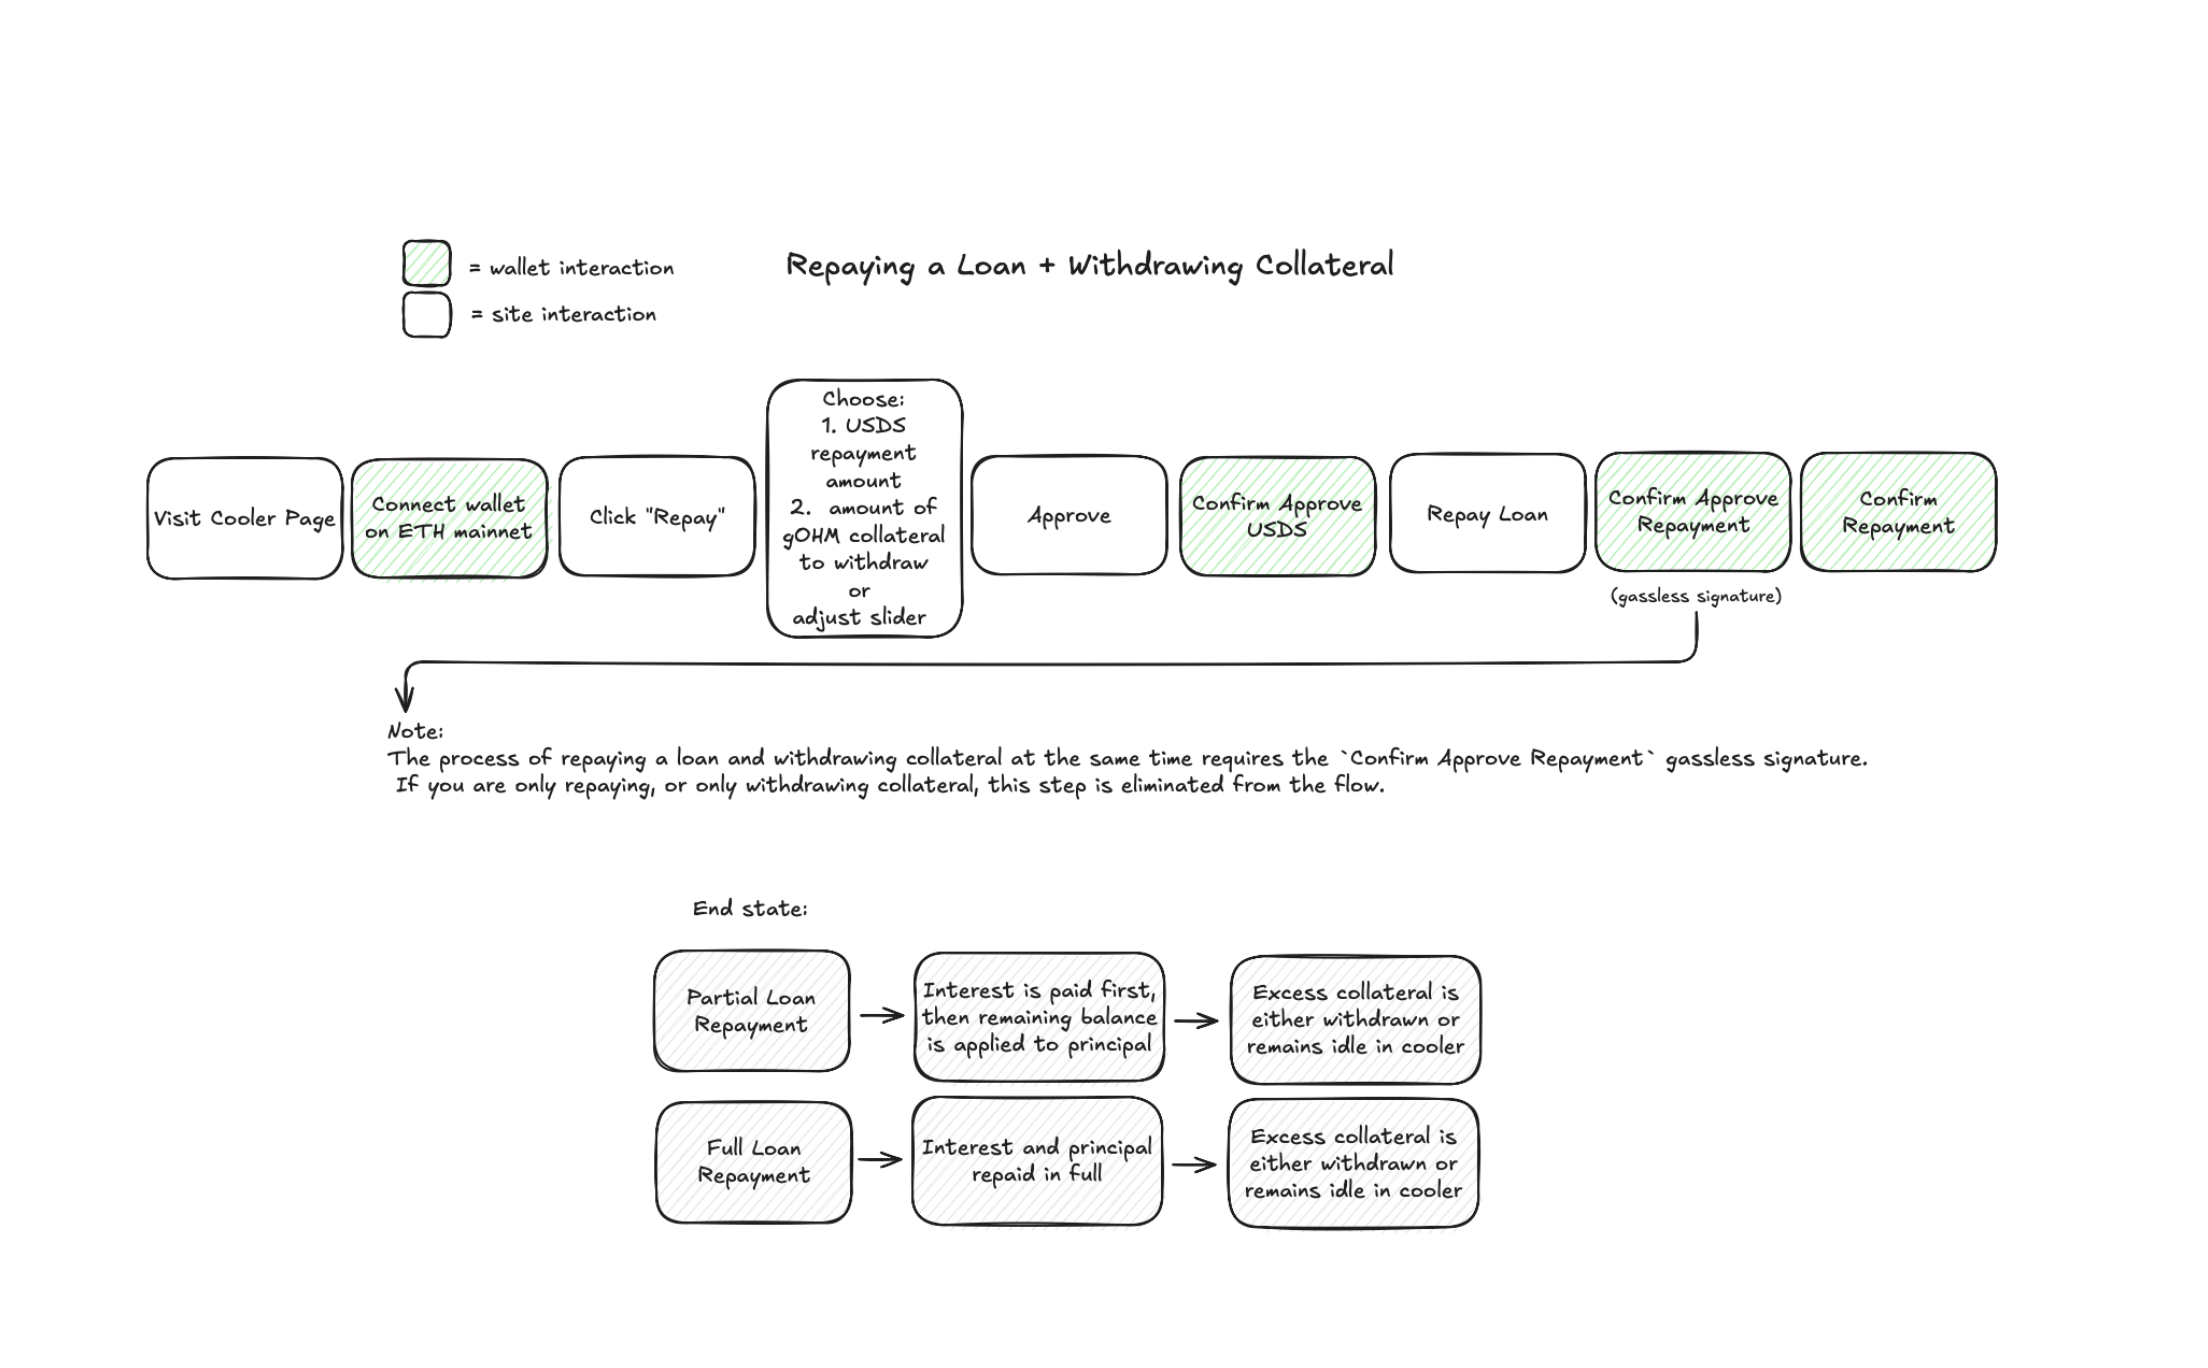 = wallet interaction
Repaying a Loan + Withdrawing Collateral
= site interaction
Visit Cooler Page
Connect wallet
on ETH mainnet
Click "Repay"
Choose:
1. USDS
repayment
amount
2. amount of
gOHM collateral
to withdraw
or
adjust slider
Approve
Confirm Approve
USDS
Repay Loan
Confirm Approve
Repayment
(gassless signature)
Confirm
Repayment
Note:
The process of repaying a loan and withdrawing collateral at the same time requires the `Confirm Approve Repayment` gassless signature.
If you are only repaying, or only withdrawing collateral, this step is eliminated from the flow.
End state:
Partial Loan
Repayment
Interest is paid first,
then remaining balance
is applied to principal
Excess collateral is
either withdrawn or
remains idle in cooler
Full Loan
Repayment
Interest and principal
repaid in full
Excess collateral is
either withdrawn or
remains idle in cooler